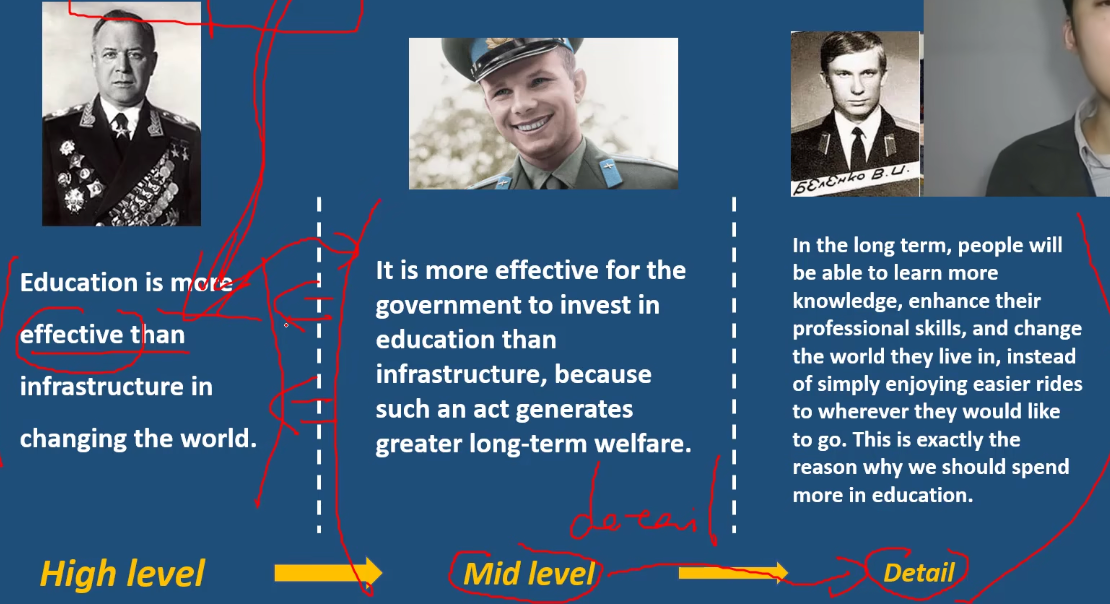 Беленко В.И.
Education is more
effective than
infrastructure in
changing the world.
It is more effective for the
government to invest in
education than
infrastructure, because
such an act generates
greater long-term welfare.
In the long term, people will
be able to learn more
knowledge, enhance their
professional skills, and change
the world they live in, instead
of simply enjoying easier rides
to wherever they would like
to go. This is exactly the
reason why we should spend
more in education.
detail
High level
Mid level
Detail